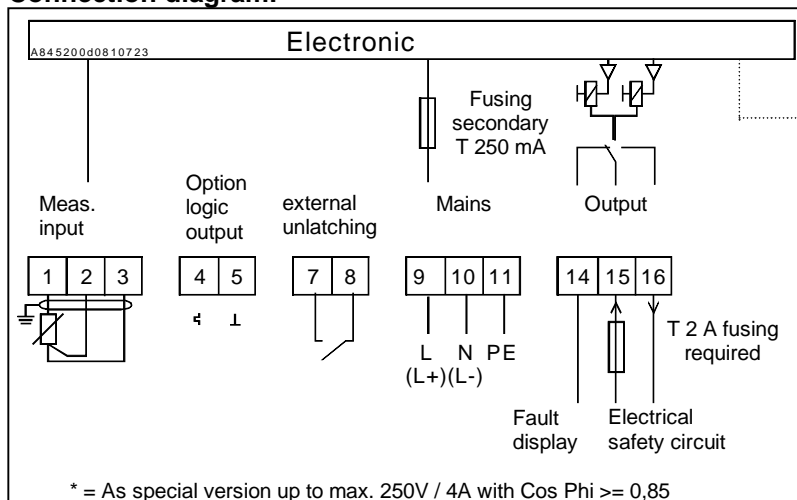 Connection diagram:
Electronic
A845200d0810723
Fusing
secondary
T 250 mA
Meas.
input
Option
logic
output
external
unlatching
Mains
Output
1 2 3
4 5
7 8
9 10 11
14 15 16
L N PE
(L+)(L-)
T 2 A fusing
required
Fault
display
Electrical
safety circuit
* = As special version up to max. 250V / 4A with Cos Phi >= 0,85